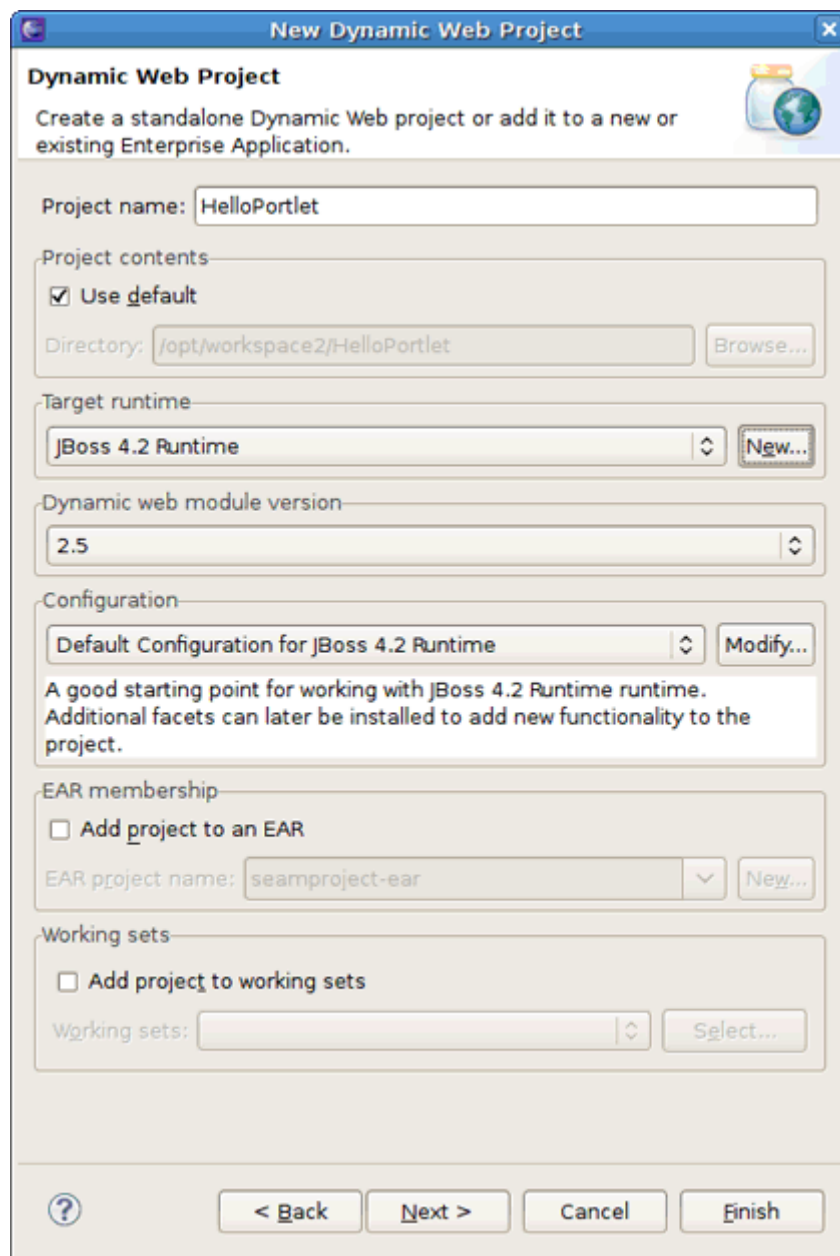 New Dynamic Web Project
Dynamic Web Project
Create a standalone Dynamic Web project or add it to a new or
existing Enterprise Application.
Project name: HelloPortlet
Project contents
Use default
Directory: /opt/workspace2/HelloPortlet Browse...
Target runtime
JBoss 4.2 Runtime New...
Dynamic web module version
2.5
Configuration
Default Configuration for JBoss 4.2 Runtime Modify...
A good starting point for working with JBoss 4.2 Runtime runtime.
Additional facets can later be installed to add new functionality to the
project.
EAR membership
Add project to an EAR
EAR project name: seamproject-ear New...
Working sets
Add project to working sets
Working sets: Select...
? < Back Next > Cancel Finish